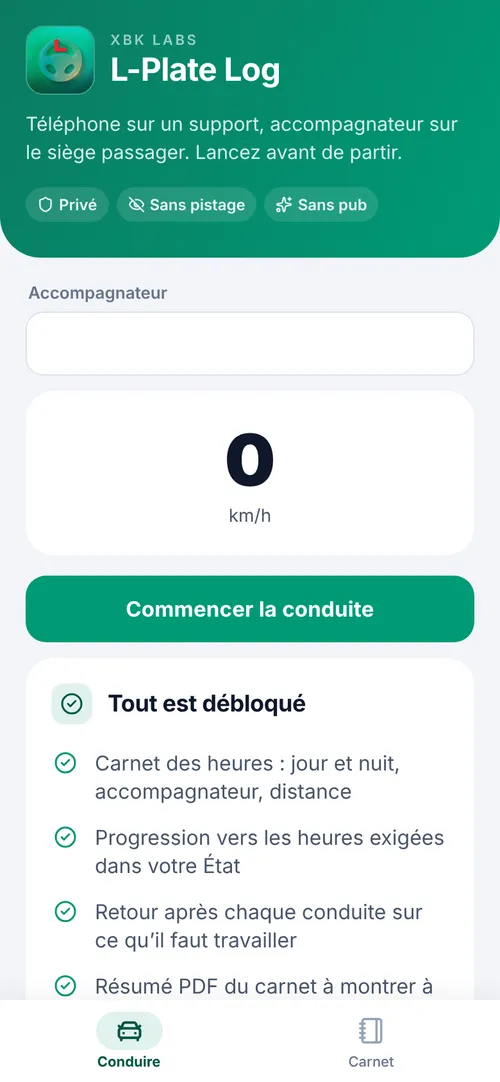 XBK LABS
L-Plate Log
Téléphone sur un support, accompagnateur sur
le siège passager. Lancez avant de partir.
Privé
Sans pistage
Sans pub
Accompagnateur
0
km/h
Commencer la conduite
Tout est débloqué
Carnet des heures : jour et nuit,
accompagnateur, distance
Progression vers les heures exigées
dans votre État
Retour après chaque conduite sur
ce qu’il faut travailler
Résumé PDF du carnet à montrer à
Conduire
Carnet